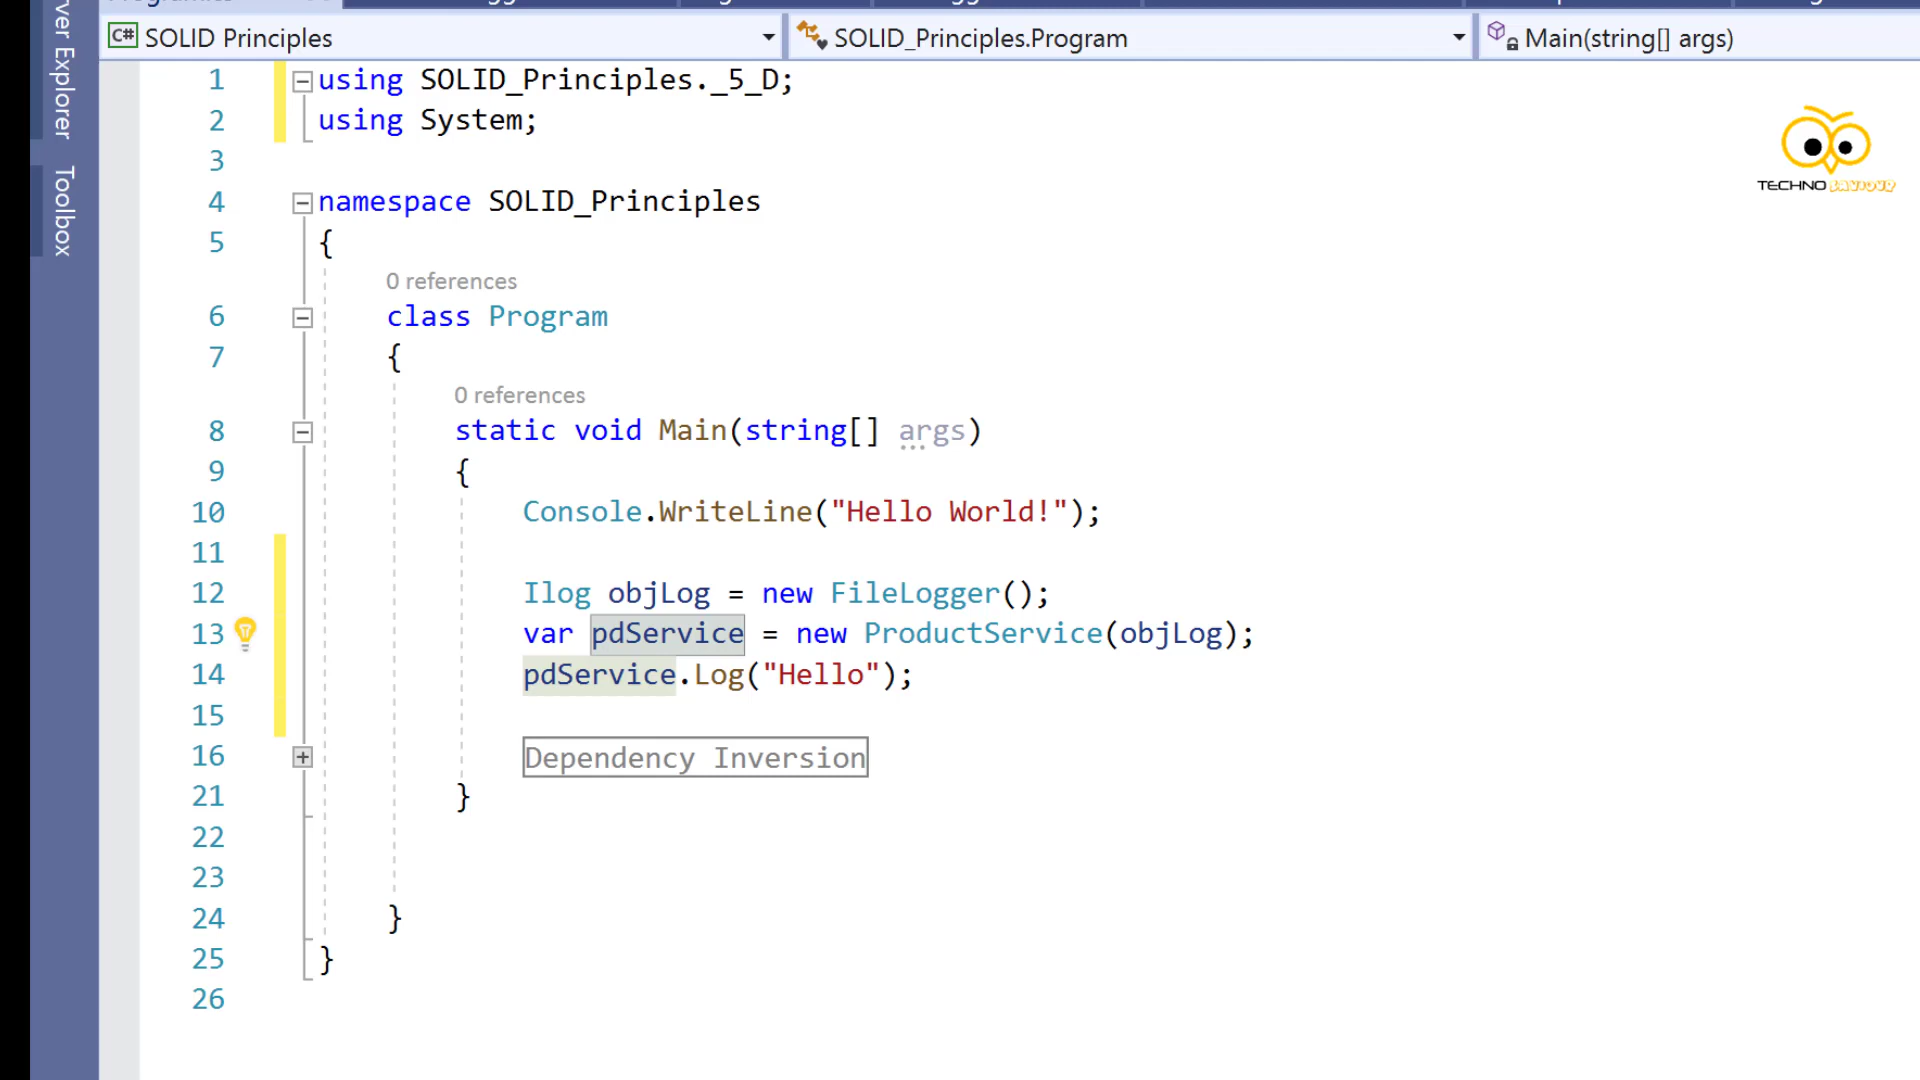 C# SOLID Principles
SOLID_Principles.Program
Main(string[] args)
Explorer
Toolbox
1 using SOLID_Principles._5_D;
2 using System;
3
4 namespace SOLID_Principles
5 {
0 references
6 class Program
7 {
0 references
8 static void Main(string[] args)
9 {
10 Console.WriteLine("Hello World!");
11
12 Ilog objLog = new FileLogger();
13 var pdService = new ProductService(objLog);
14 pdService.Log("Hello");
15
16 Dependency Inversion
21 }
22
23
24 }
25 }
26
TECHNO SAVIOUR